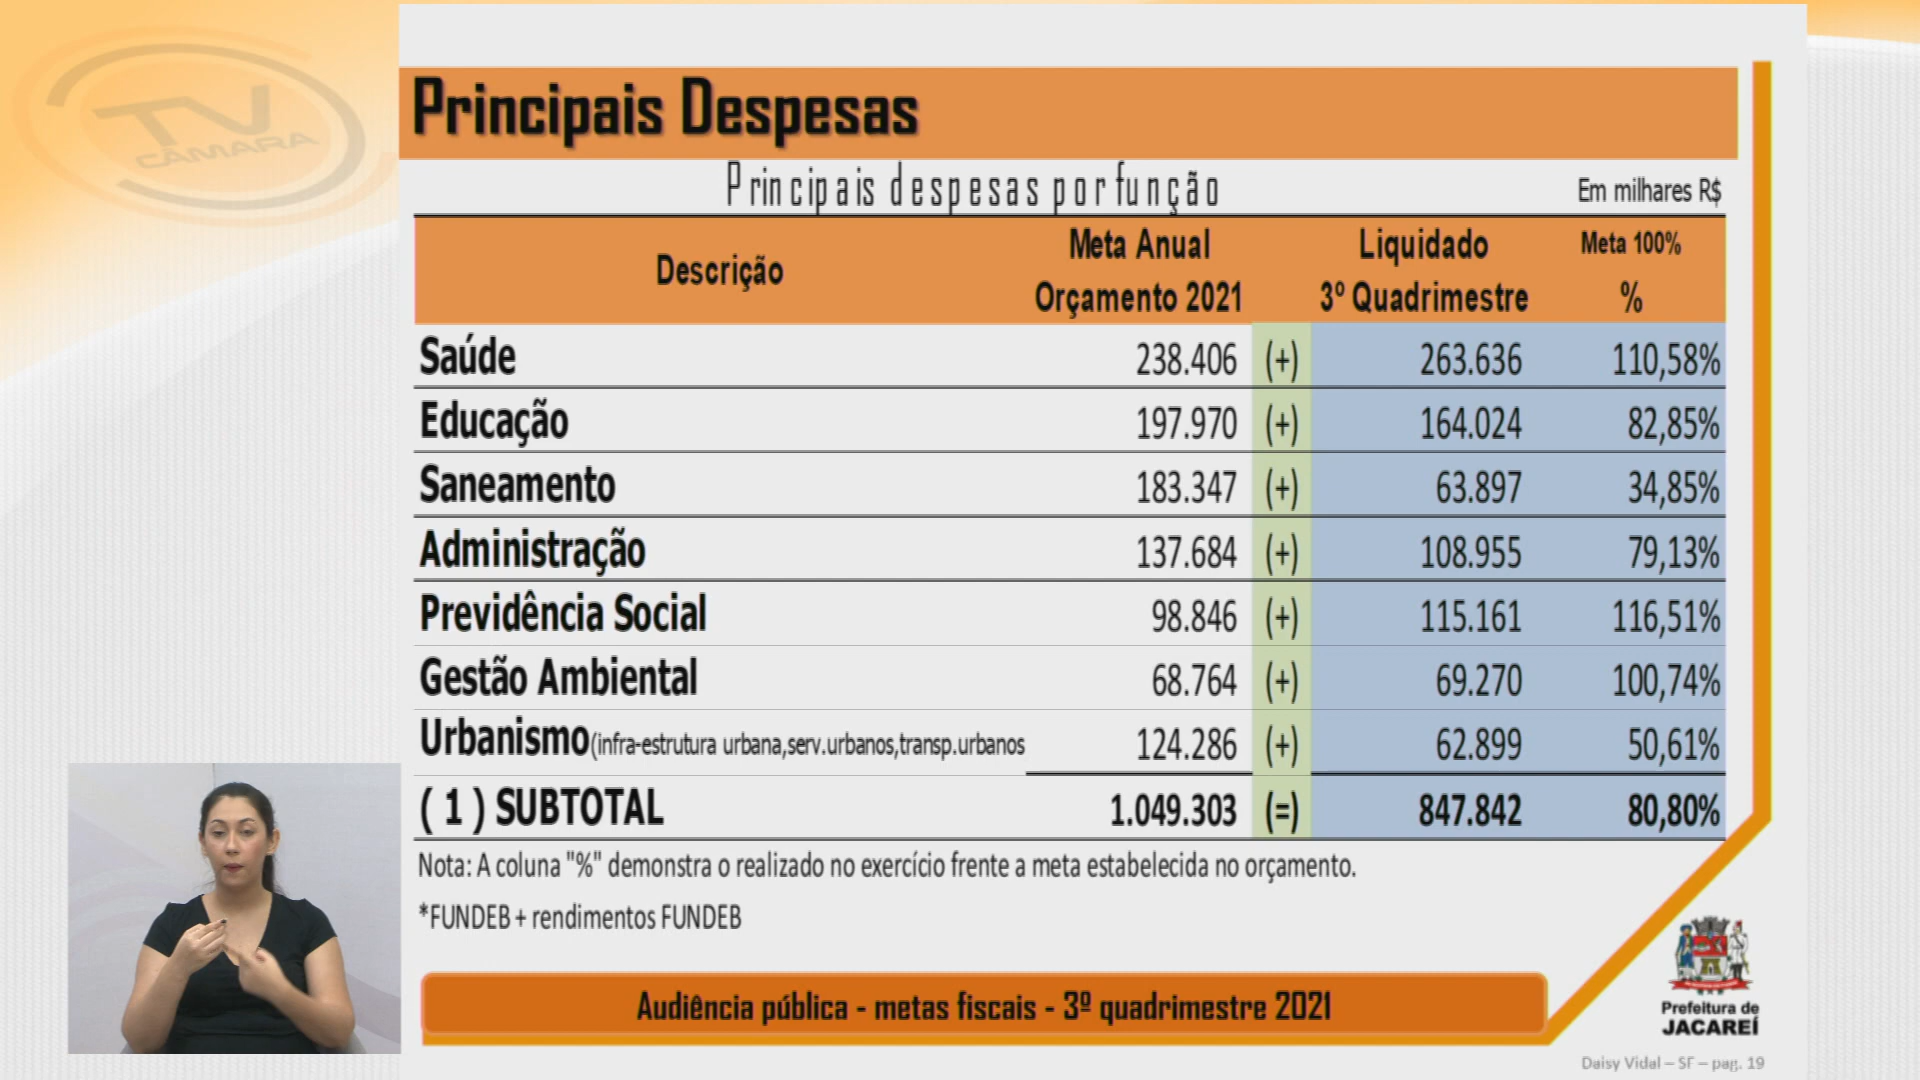 TV
CÂMARA
Principais Despesas
Principais despesas por função
Em milhares R$
Descrição
Meta Anual
Orçamento 2021
Liquidado
3º Quadrimestre
Meta 100%
%
Saúde 238.406 (+) 263.636 110,58%
Educação 197.970 (+) 164.024 82,85%
Saneamento 183.347 (+) 63.897 34,85%
Administração 137.684 (+) 108.955 79,13%
Previdência Social 98.846 (+) 115.161 116,51%
Gestão Ambiental 68.764 (+) 69.270 100,74%
Urbanismo(infra-estrutura urbana,serv.urbanos,transp.urbanos 124.286 (+) 62.899 50,61%
( 1 ) SUBTOTAL 1.049.303 (=) 847.842 80,80%
Nota: A coluna "%" demonstra o realizado no exercício frente a meta estabelecida no orçamento.
*FUNDEB + rendimentos FUNDEB
Audiência pública - metas fiscais - 3º quadrimestre 2021
Prefeitura de
JACAREÍ
Daisy Vidal – SF – pag. 19